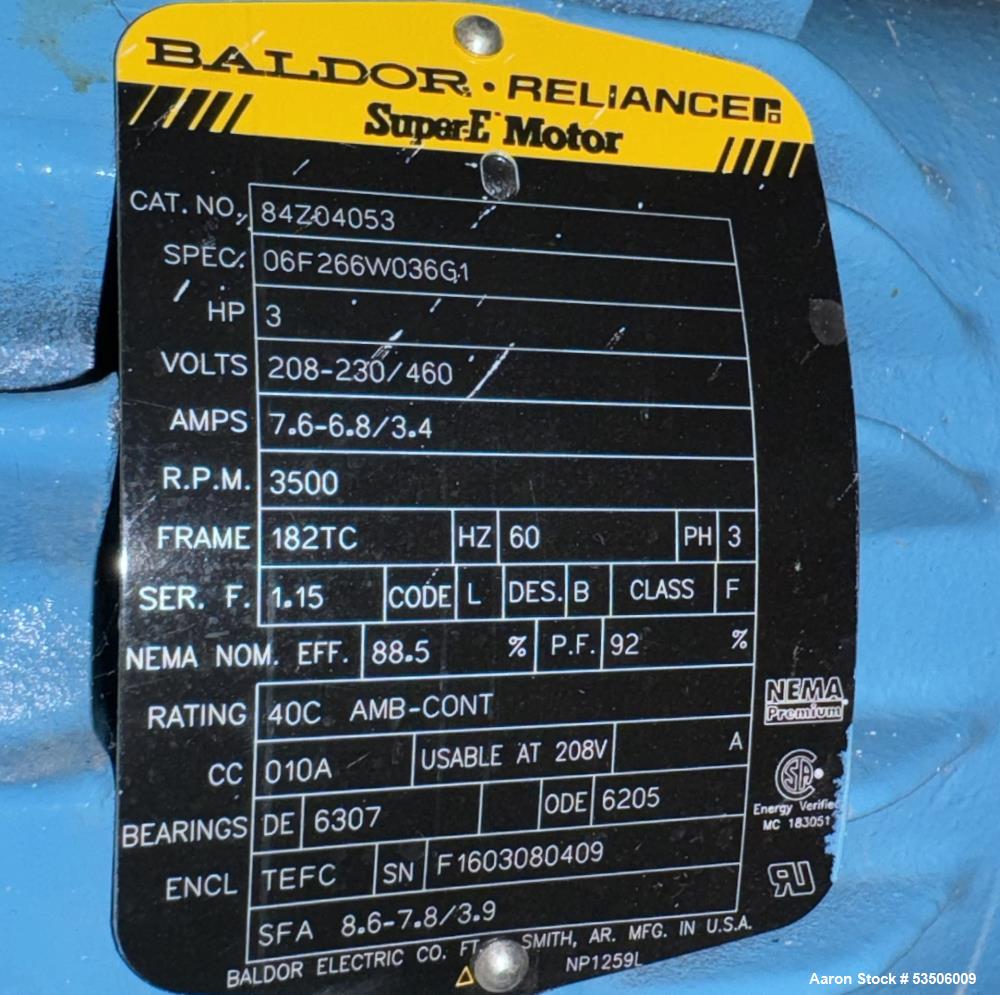 BALDOR • RELIANCER
Super-E Motor
CAT. NO. 84Z04053
SPEC. 06F266W036G1
HP 3
VOLTS 208-230/460
AMPS 7.6-6.8/3.4
R.P.M. 3500
FRAME 182TC HZ 60 PH 3
SER. F. 1.15 CODE L DES. B CLASS F
NEMA NOM. EFF. 88.5 % P.F. 92 %
RATING 40C AMB-CONT
NEMA
Premium
CC 010A USABLE AT 208V A
SA
Energy Verified
MC 183051
BEARINGS DE 6307 ODE 6205
ENCL TEFC SN F1603080409
RU
SFA 8.6-7.8/3.9
BALDOR ELECTRIC CO. FT. SMITH, AR. MFG. IN U.S.A.
NP1259L
Aaron Stock # 53506009